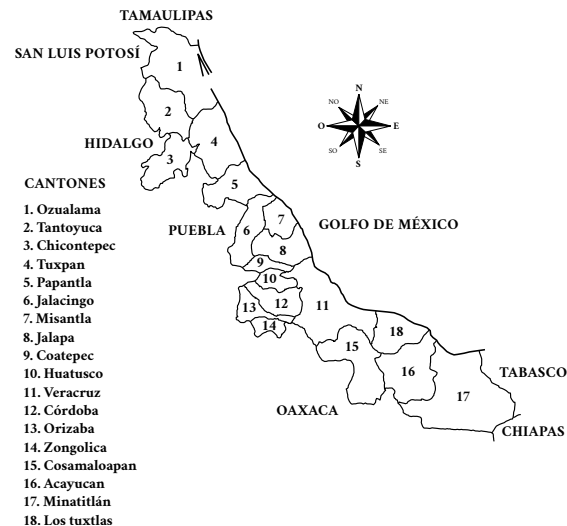 TAMAULIPAS
SAN LUIS POTOSÍ
1
N
NO
NE
2
O
E
4
SO
SE
HIDALGO
S
3
CANTONES
5
1. Ozualama
7
GOLFO DE MÉXICO
2. Tantoyuca
PUEBLA
6
3. Chicontepec
8
4. Tuxpan
9
5. Papantla
10
6. Jalacingo
13
12
11
7. Misantla
14
18
8. Jalapa
15
9. Coatepec
16
TABASCO
10. Huatusco
17
11. Veracruz
OAXACA
12. Córdoba
CHIAPAS
13. Orizaba
14. Zongolica
15. Cosamaloapan
16. Acayucan
17. Minatitlán
18. Los tuxtlas